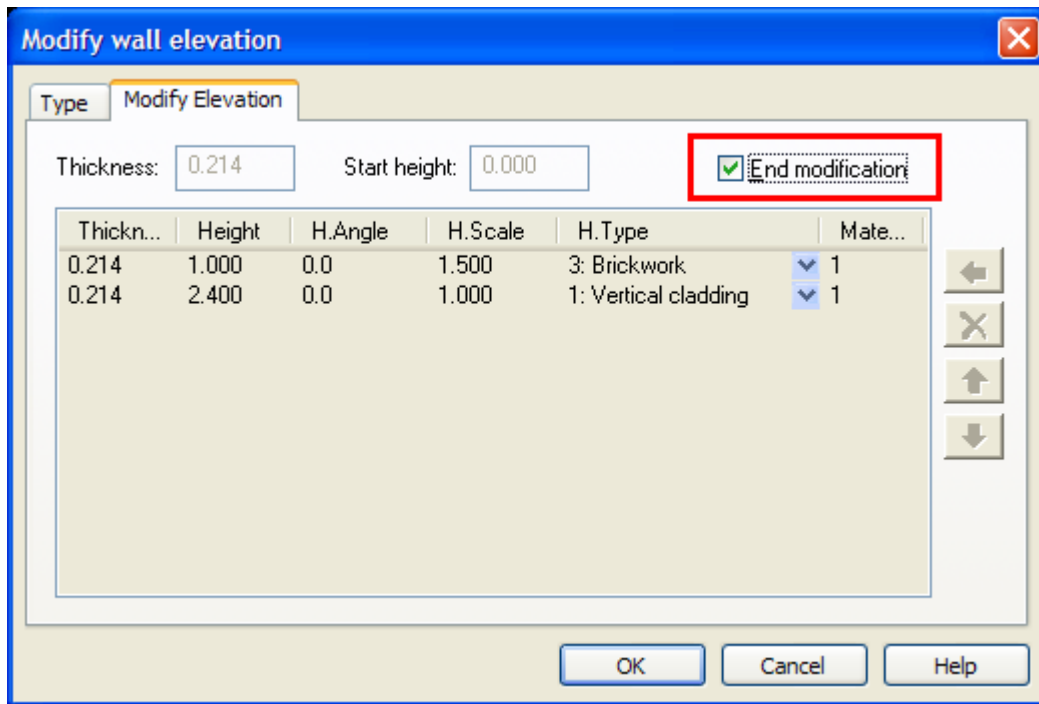 Modify wall elevation
Type Modify Elevation
Thickness: 0.214 Start height: 0.000 End modification
Thickn... Height H.Angle H.Scale H.Type Mate...
0.214 1.000 0.0 1.500 3: Brickwork 1
0.214 2.400 0.0 1.000 1: Vertical cladding 1
OK Cancel Help